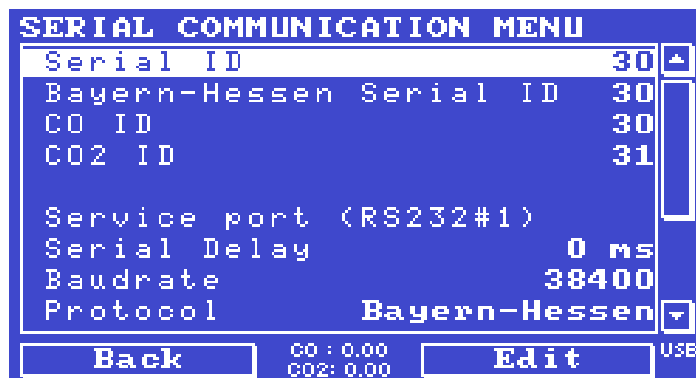 SERIAL COMMUNICATION MENU
Serial ID 30
Bayern-Hessen Serial ID 30
CO ID 30
CO2 ID 31
Service port (RS232#1)
Serial Delay 0 ms
Baudrate 38400
Protocol Bayern-Hessen
Back CO: 0.00 Edit USB
CO2: 0.00